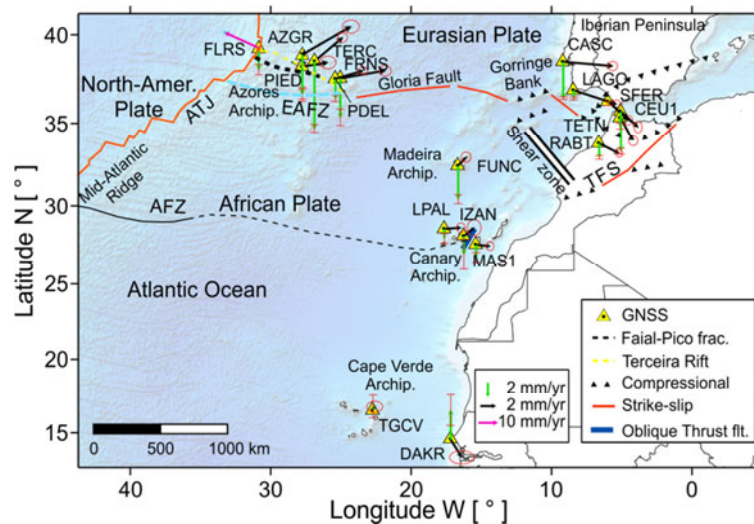 40
35
30
25
20
15
Latitude N [ ° ]
40
30
20
10
0
Longitude W [ ° ]
AZGR
FLRS
TERC
FRNS
PIED
PDEL
Azores
Archip.
EAFZ
Gloria Fault
North-Amer.
Plate
ATJ
Mid-Atlantic
Ridge
Eurasian Plate
Iberian Peninsula
CASC
Gorringe
Bank
LAGO
SFER
CEU1
TETN
RABT
Shear zone
TFS
Madeira
Archip.
FUNC
AFZ
African Plate
LPAL
IZAN
Canary
Archip.
MAS1
Atlantic Ocean
Cape Verde
Archip.
TGCV
DAKR
0 500 1000 km
2 mm/yr
2 mm/yr
10 mm/yr
GNSS
Faial-Pico frac.
Terceira Rift
Compressional
Strike-slip
Oblique Thrust flt.